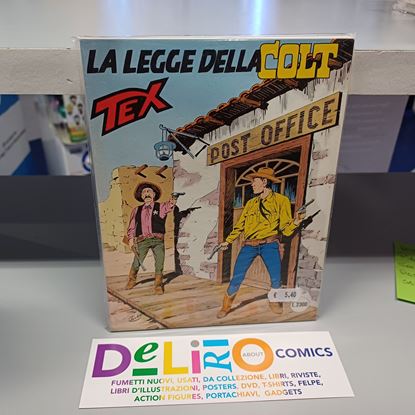 LA LEGGE DELLA COLT
TEX
POST OFFICE
€ 5,40
DELIRIO ABOUT COMICS
FUMETTI NUOVI, USATI, DA COLLEZIONE, LIBRI, RIVISTE,
LIBRI D'ILLUSTRAZIONI, POSTERS, DVD, T-SHIRTS, FELPE,
ACTION FIGURES, PORTACHIAVI, GADGETS